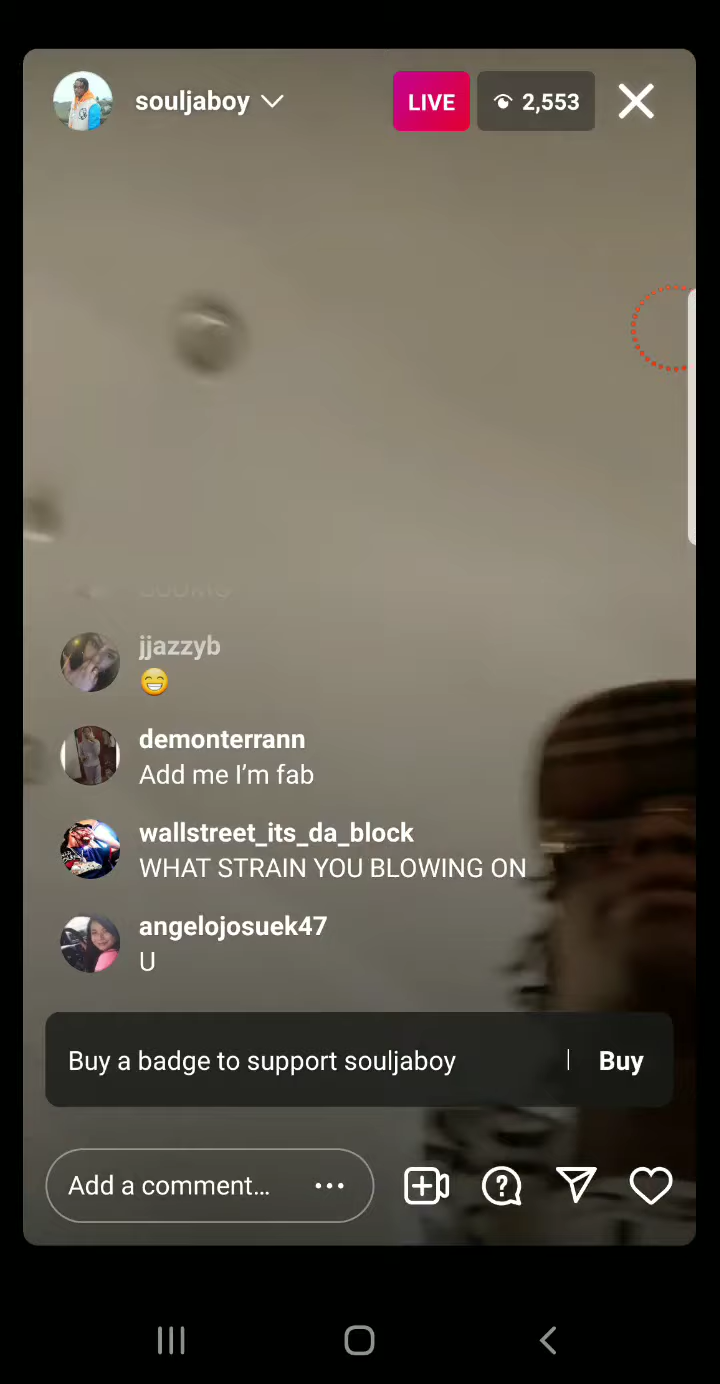 souljaboy
LIVE
2,553
jjazzyb
😁
demonterrann
Add me I’m fab
wallstreet_its_da_block
WHAT STRAIN YOU BLOWING ON
angelojosuek47
U
Buy a badge to support souljaboy
Buy
Add a comment...